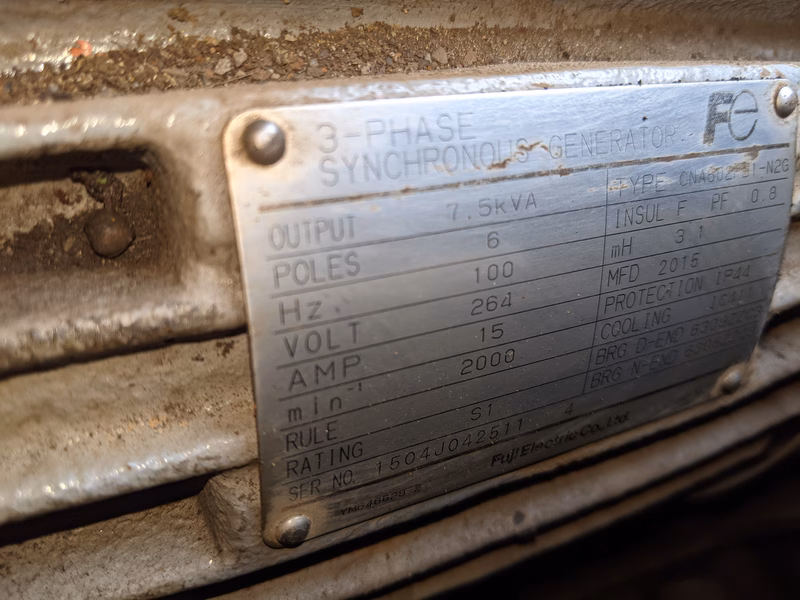 3-PHASE
SYNCHRONOUS GENERATOR
Fe
OUTPUT 7.5kVA
POLES 6
Hz. 100
VOLT 264
AMP 15
min⁻¹ 2000
RULE
RATING S1
SER NO. 1504J042511 4
TYPE
INSUL F PF 0.8
mH 3.1
MFD 2015
PROTECTION IP44
COOLING
BRG D-END
BRG N-END
Fuji Electric Co., Ltd.